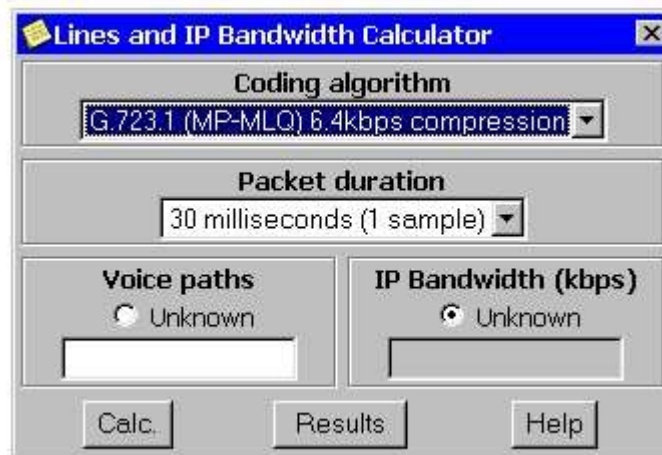 Lines and IP Bandwidth Calculator
Coding algorithm
G.723.1 (MP-MLQ) 6.4kbps compression
Packet duration
30 milliseconds (1 sample)
Voice paths
Unknown
IP Bandwidth (kbps)
Unknown
Calc.
Results
Help